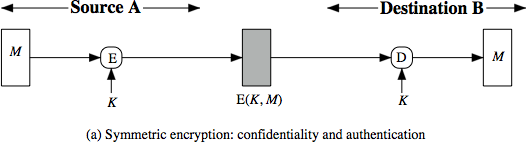 Source A
Destination B
M
E
D
M
K
E(K, M)
K
(a) Symmetric encryption: confidentiality and authentication